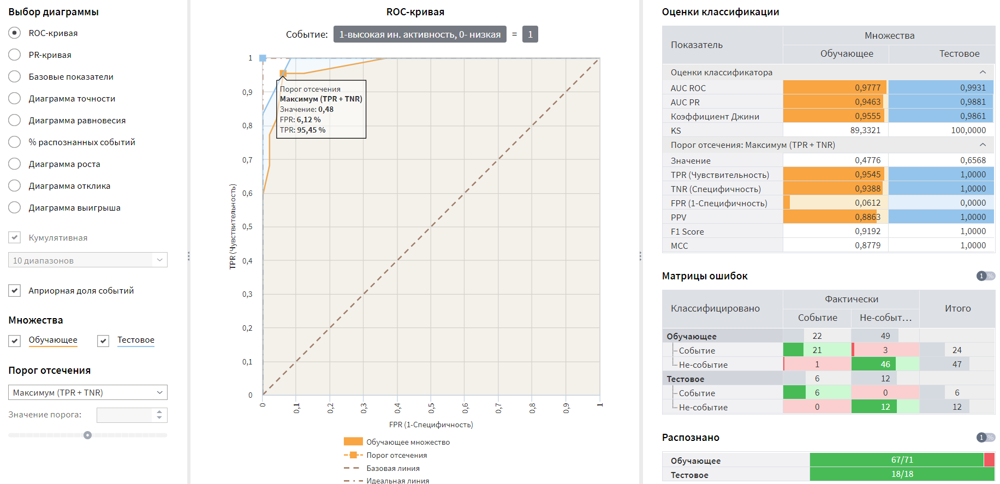 Выбор диаграммы
ROC-кривая
PR-кривая
Базовые показатели
Диаграмма точности
Диаграмма равновесия
% распознанных событий
Диаграмма роста
Диаграмма отклика
Диаграмма выигрыша
Кумулятивная
10 диапазонов
Априорная доля событий
Множества
Обучающее Тестовое
Порог отсечения
Максимум (TPR + TNR)
Значение порога:
ROC-кривая
Событие: 1-высокая ин. активность, 0- низкая = 1
TPR (Чувствительность)
1
0,9
0,8
0,7
0,6
0,5
0,4
0,3
0,2
0,1
0
Порог отсечения
Максимум (TPR + TNR)
Значение: 0,48
FPR: 6,12 %
TPR: 95,45 %
0 0,1 0,2 0,3 0,4 0,5 0,6 0,7 0,8 0,9 1
FPR (1-Специфичность)
Обучающее множество
Порог отсечения
Базовая линия
Идеальная линия
Оценки классификации
Показатель Множества
Обучающее Тестовое
Оценки классификатора
AUC ROC 0,9777 0,9931
AUC PR 0,9463 0,9881
Коэффициент Джини 0,9555 0,9861
KS 89,3321 100,0000
Порог отсечения: Максимум (TPR + TNR)
Значение 0,4776 0,6568
TPR (Чувствительность) 0,9545 1,0000
TNR (Специфичность) 0,9388 1,0000
FPR (1-Специфичность) 0,0612 0,0000
PPV 0,8863 1,0000
F1 Score 0,9192 1,0000
MCC 0,8779 1,0000
Матрицы ошибок 1 %
Классифицировано Фактически Итого
Событие Не-событ...
Обучающее 22 49
Событие 21 3 24
Не-событие 1 46 47
Тестовое 6 12
Событие 6 0 6
Не-событие 0 12 12
Распознано 1 %
Обучающее 67/71
Тестовое 18/18